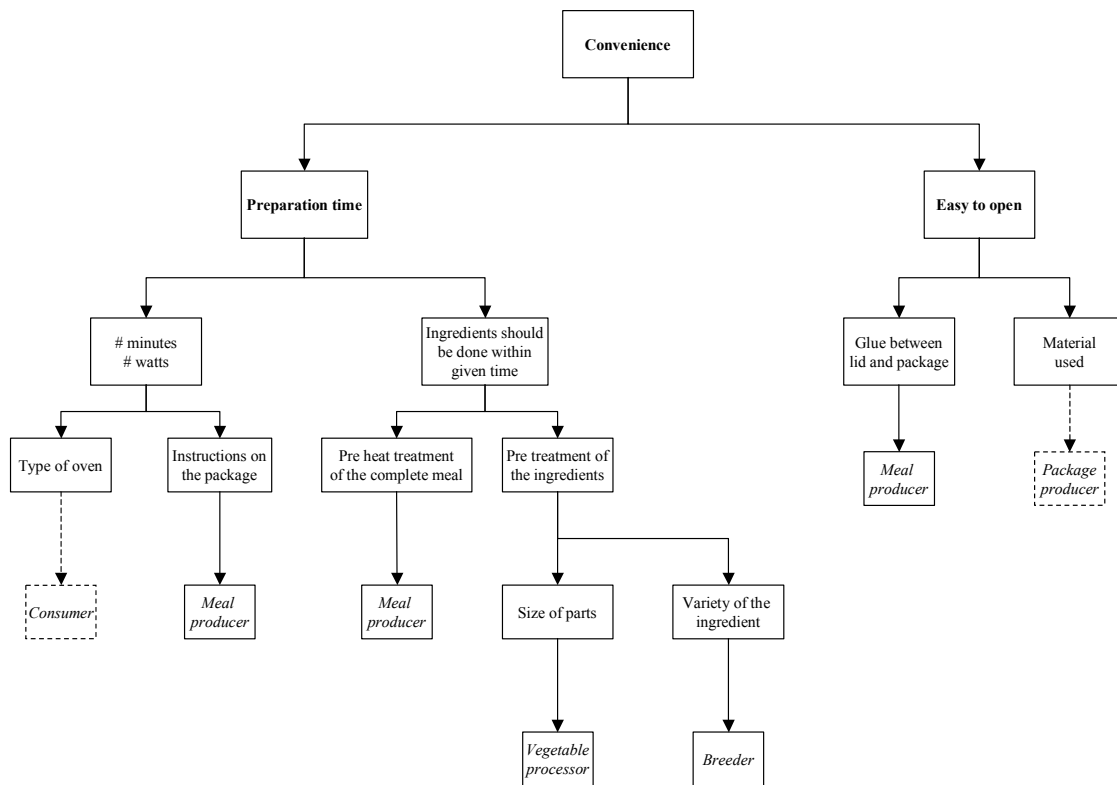 Convenience
Preparation time
Easy to open
# minutes
# watts
Ingredients should
be done within
given time
Glue between
lid and package
Material
used
Type of oven
Instructions on
the package
Pre heat treatment
of the complete meal
Pre treatment of
the ingredients
Meal
producer
Package
producer
Consumer
Meal
producer
Meal
producer
Size of parts
Variety of the
ingredient
Vegetable
processor
Breeder